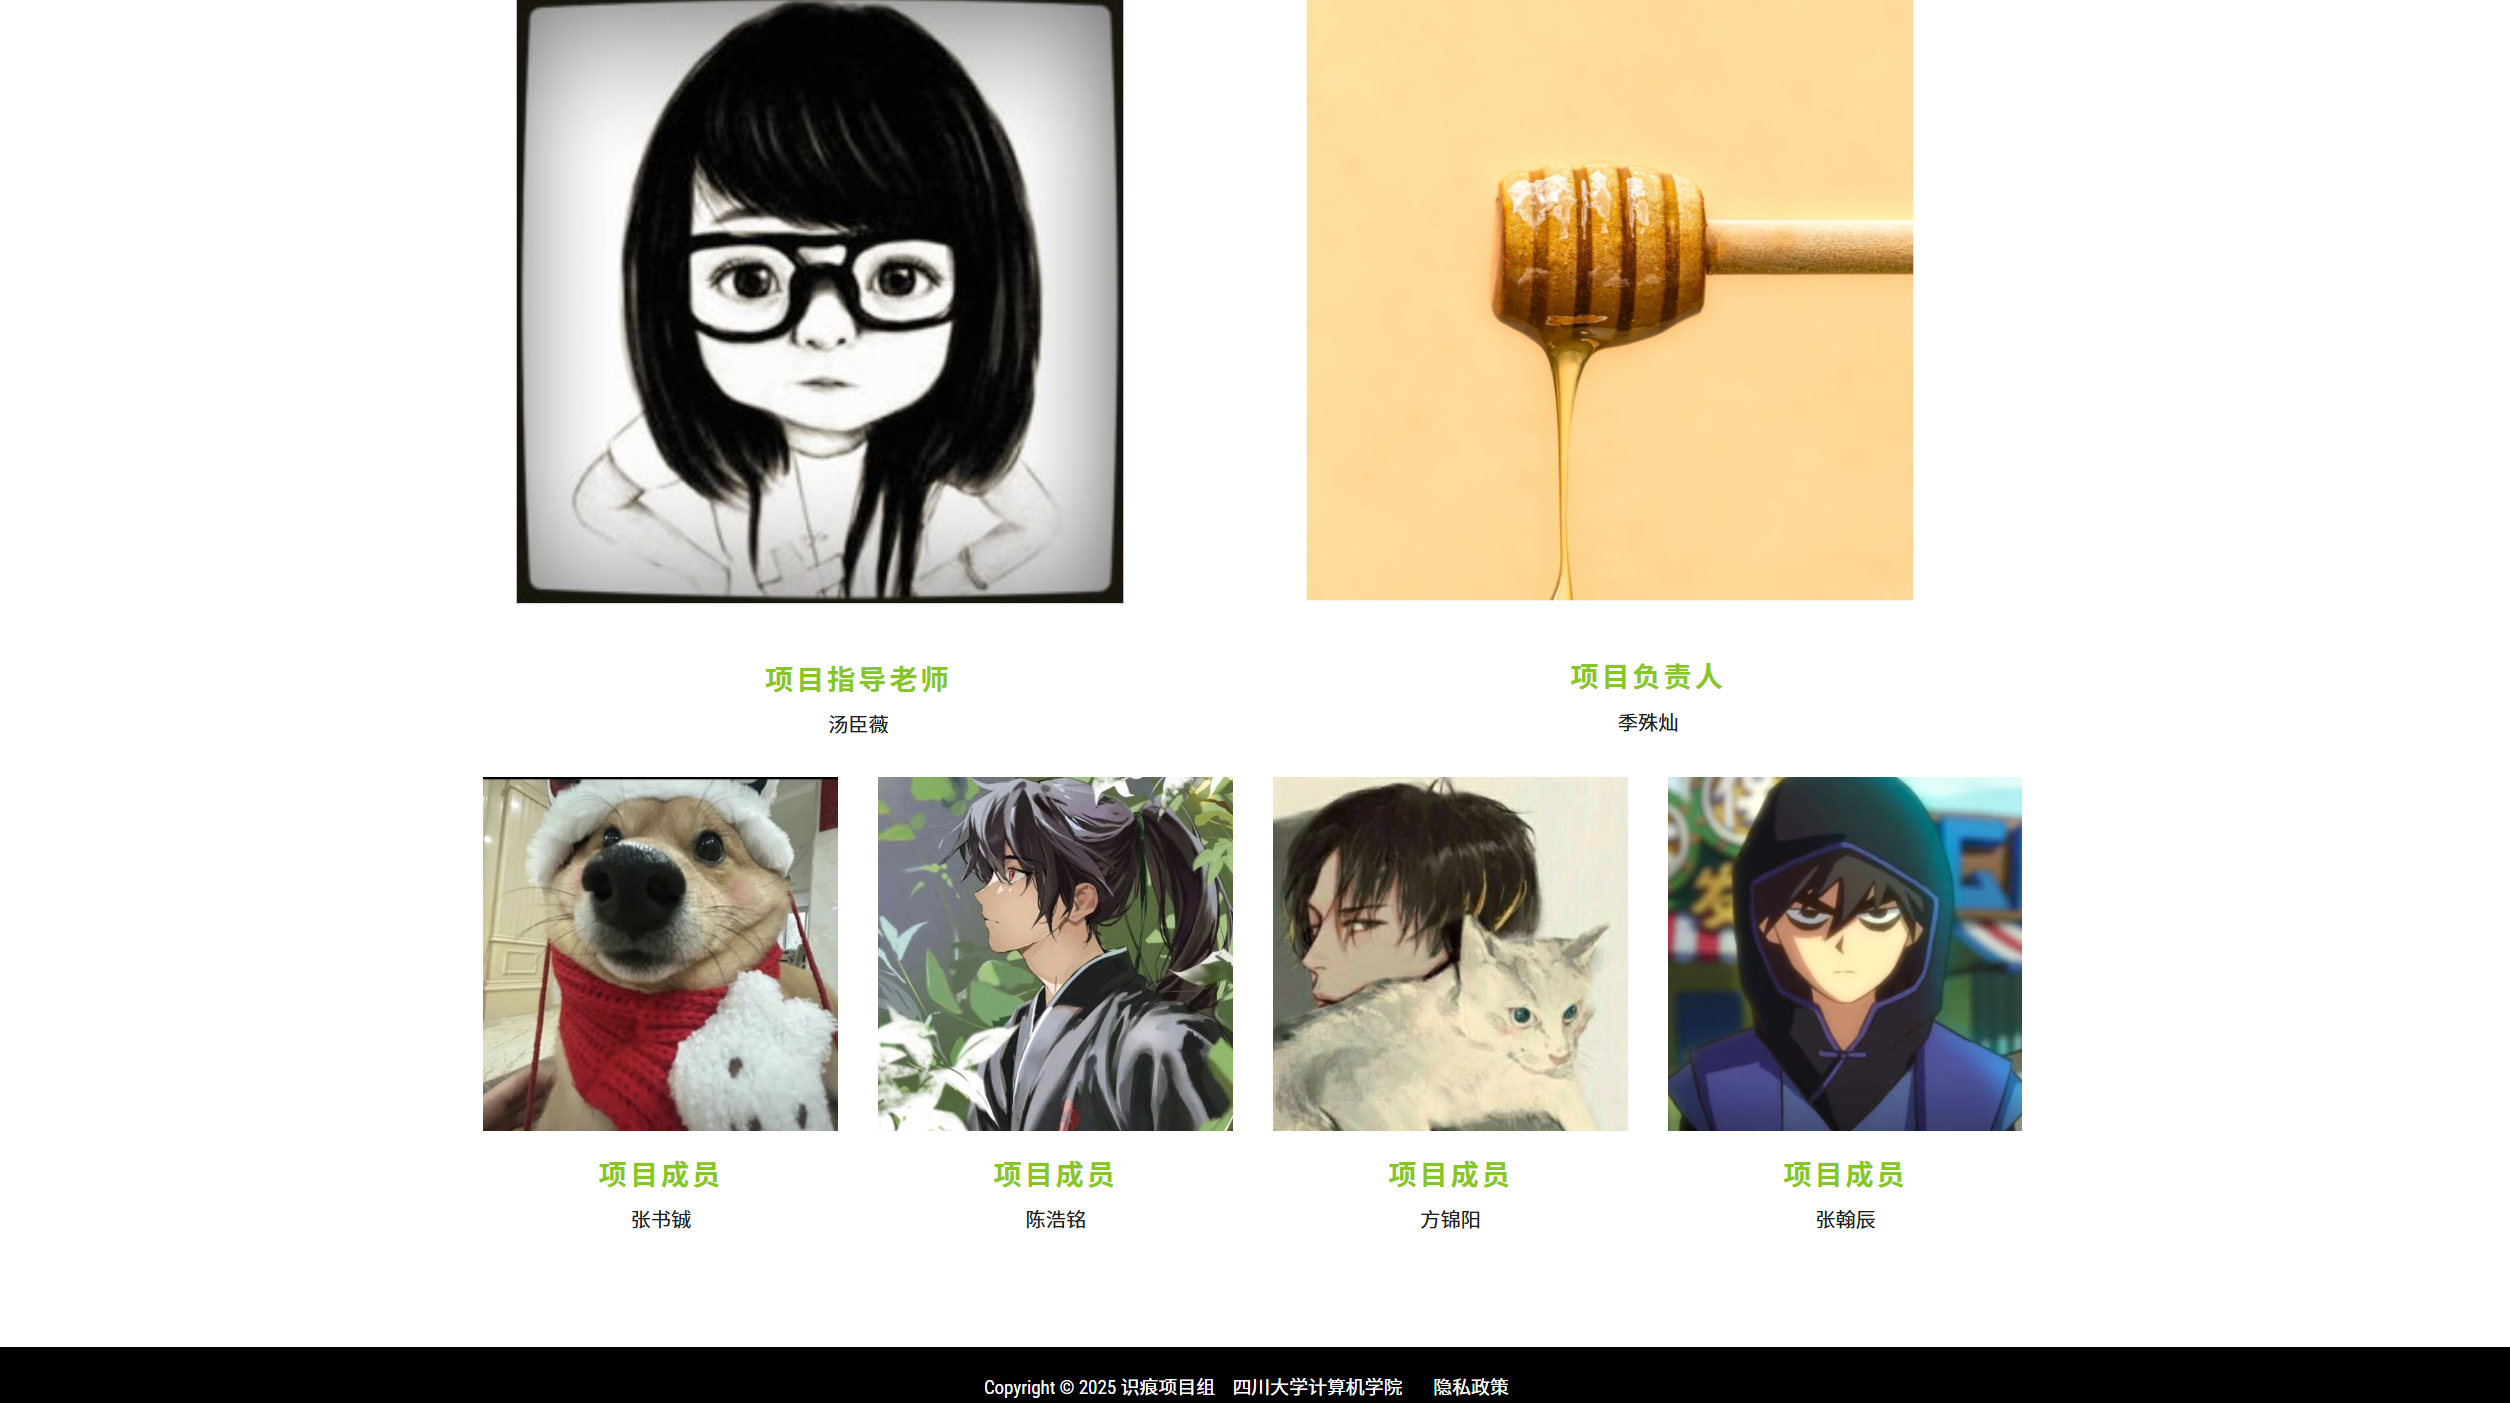 项目指导老师
汤臣薇
项目负责人
季殊灿
项目成员
张书铖
项目成员
陈浩铭
项目成员
方锦阳
项目成员
张翰辰
Copyright © 2025 识痕项目组 四川大学计算机学院 隐私政策